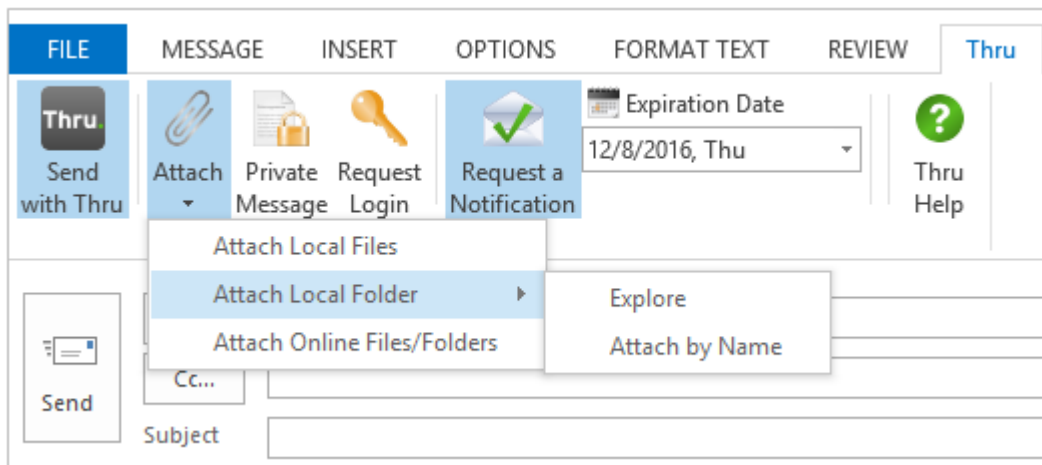 FILE MESSAGE INSERT OPTIONS FORMAT TEXT REVIEW Thru
Thru.
Send
with Thru
Attach
Private
Message
Request
Login
Request a
Notification
Expiration Date
12/8/2016, Thu
?
Thru
Help
Attach Local Files
Attach Local Folder
Attach Online Files/Folders
Explore
Attach by Name
Send
Cc...
Subject